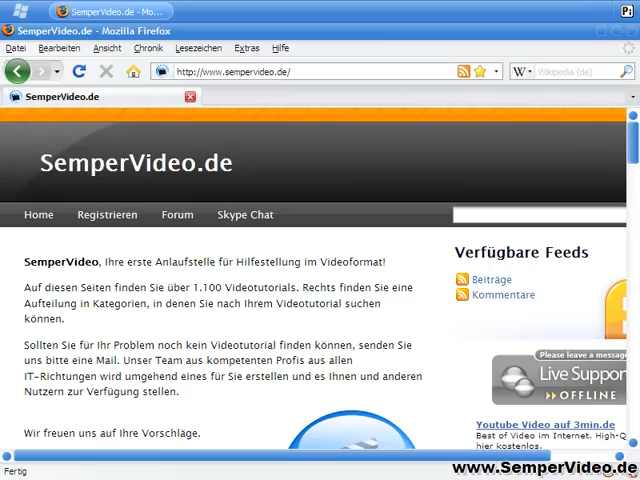 SemperVideo.de - Mo...
SemperVideo.de - Mozilla Firefox
Datei Bearbeiten Ansicht Chronik Lesezeichen Extras Hilfe
http://www.sempervideo.de/
W Wikipedia (de)
SemperVideo.de
SemperVideo.de
Home Registrieren Forum Skype Chat
SemperVideo, Ihre erste Anlaufstelle für Hilfestellung im Videoformat!
Auf diesen Seiten finden Sie über 1.100 Videotutorials. Rechts finden Sie eine
Aufteilung in Kategorien, in denen Sie nach Ihrem Videotutorial suchen
können.
Sollten Sie für Ihr Problem noch kein Videotutorial finden können, senden Sie
uns bitte eine Mail. Unser Team aus kompetenten Profis aus allen
IT-Richtungen wird umgehend eines für Sie erstellen und es Ihnen und anderen
Nutzern zur Verfügung stellen.
Wir freuen uns auf Ihre Vorschläge.
Verfügbare Feeds
Beiträge
Kommentare
Please leave a message
Live Support
OFFLINE
Youtube Video auf 3min.de
Best of Video im Internet. High-Q
hier kostenlos.
Fertig
www.SemperVideo.de